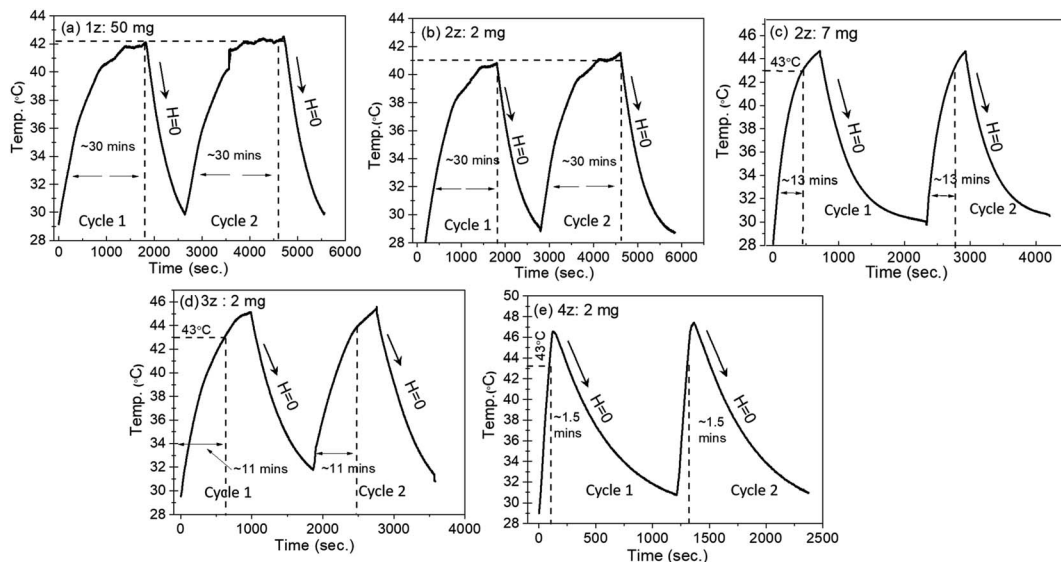 (a) 1z: 50 mg
Temp. (°C)
44
42
40
38
36
34
32
30
28
~30 mins
~30 mins
H=0
H=0
Cycle 1
Cycle 2
0 1000 2000 3000 4000 5000 6000
Time (sec.)
(b) 2z: 2 mg
Temp.(°C)
44
42
40
38
36
34
32
30
28
~30 mins
~30 mins
H=0
H=0
Cycle 1
Cycle 2
0 1000 2000 3000 4000 5000 6000
Time (sec.)
(c) 2z: 7 mg
Temp.(°C)
46
44
42
40
38
36
34
32
30
28
43°C
H=0
H=0
~13 mins
~13 mins
Cycle 1
Cycle 2
0 1000 2000 3000 4000
Time (sec.)
(d) 3z : 2 mg
Temp.(°C)
46
44
42
40
38
36
34
32
30
28
43°C
H=0
H=0
~11 mins
~11 mins
Cycle 1
Cycle 2
0 1000 2000 3000 4000
Time (sec.)
(e) 4z: 2 mg
Temp.(°C)
50
48
46
44
42
40
38
36
34
32
30
28
43°C
H=0
H=0
~1.5
mins
~1.5
mins
Cycle 1
Cycle 2
0 500 1000 1500 2000 2500
Time (sec.)